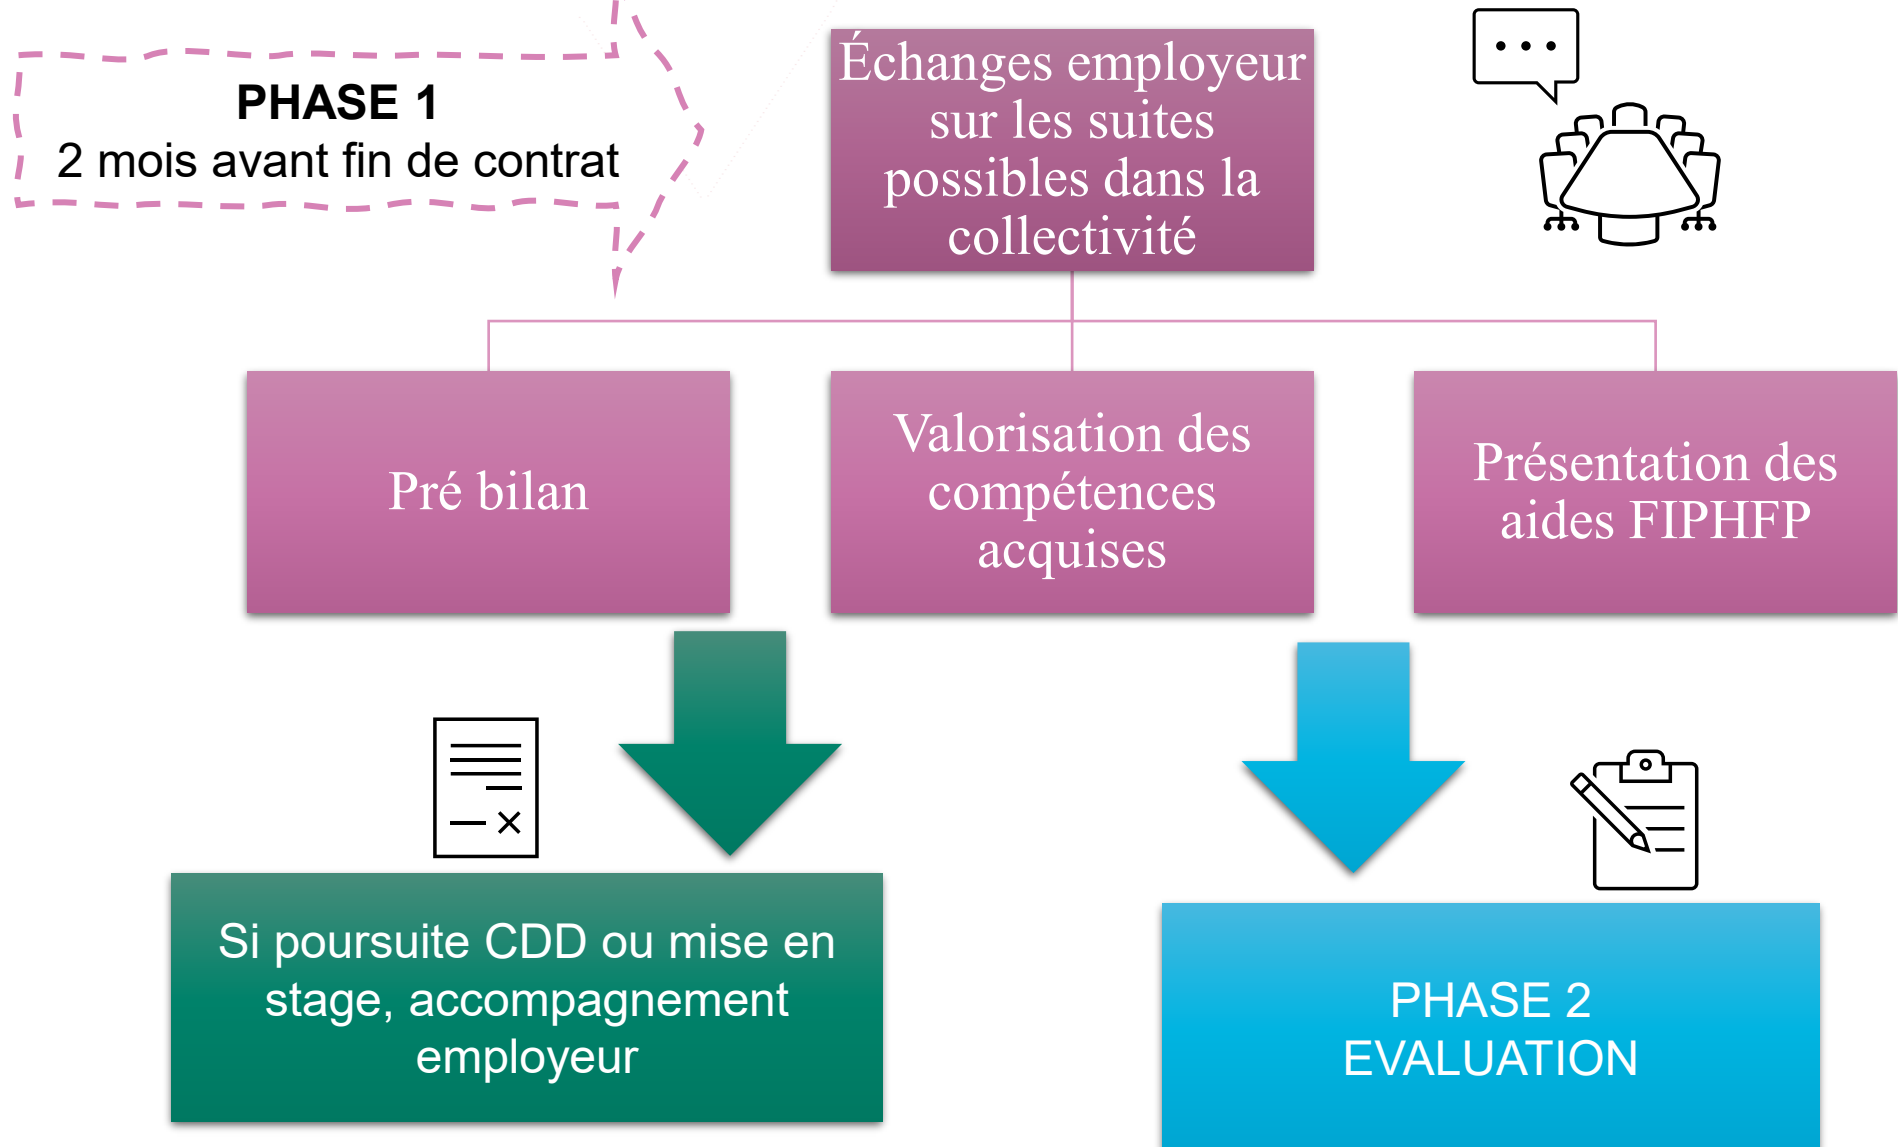 PHASE 1
2 mois avant fin de contrat
Échanges employeur
sur les suites
possibles dans la
collectivité
Pré bilan
Valorisation des
compétences
acquises
Présentation des
aides FIPHFP
Si poursuite CDD ou mise en
stage, accompagnement
employeur
PHASE 2
EVALUATION